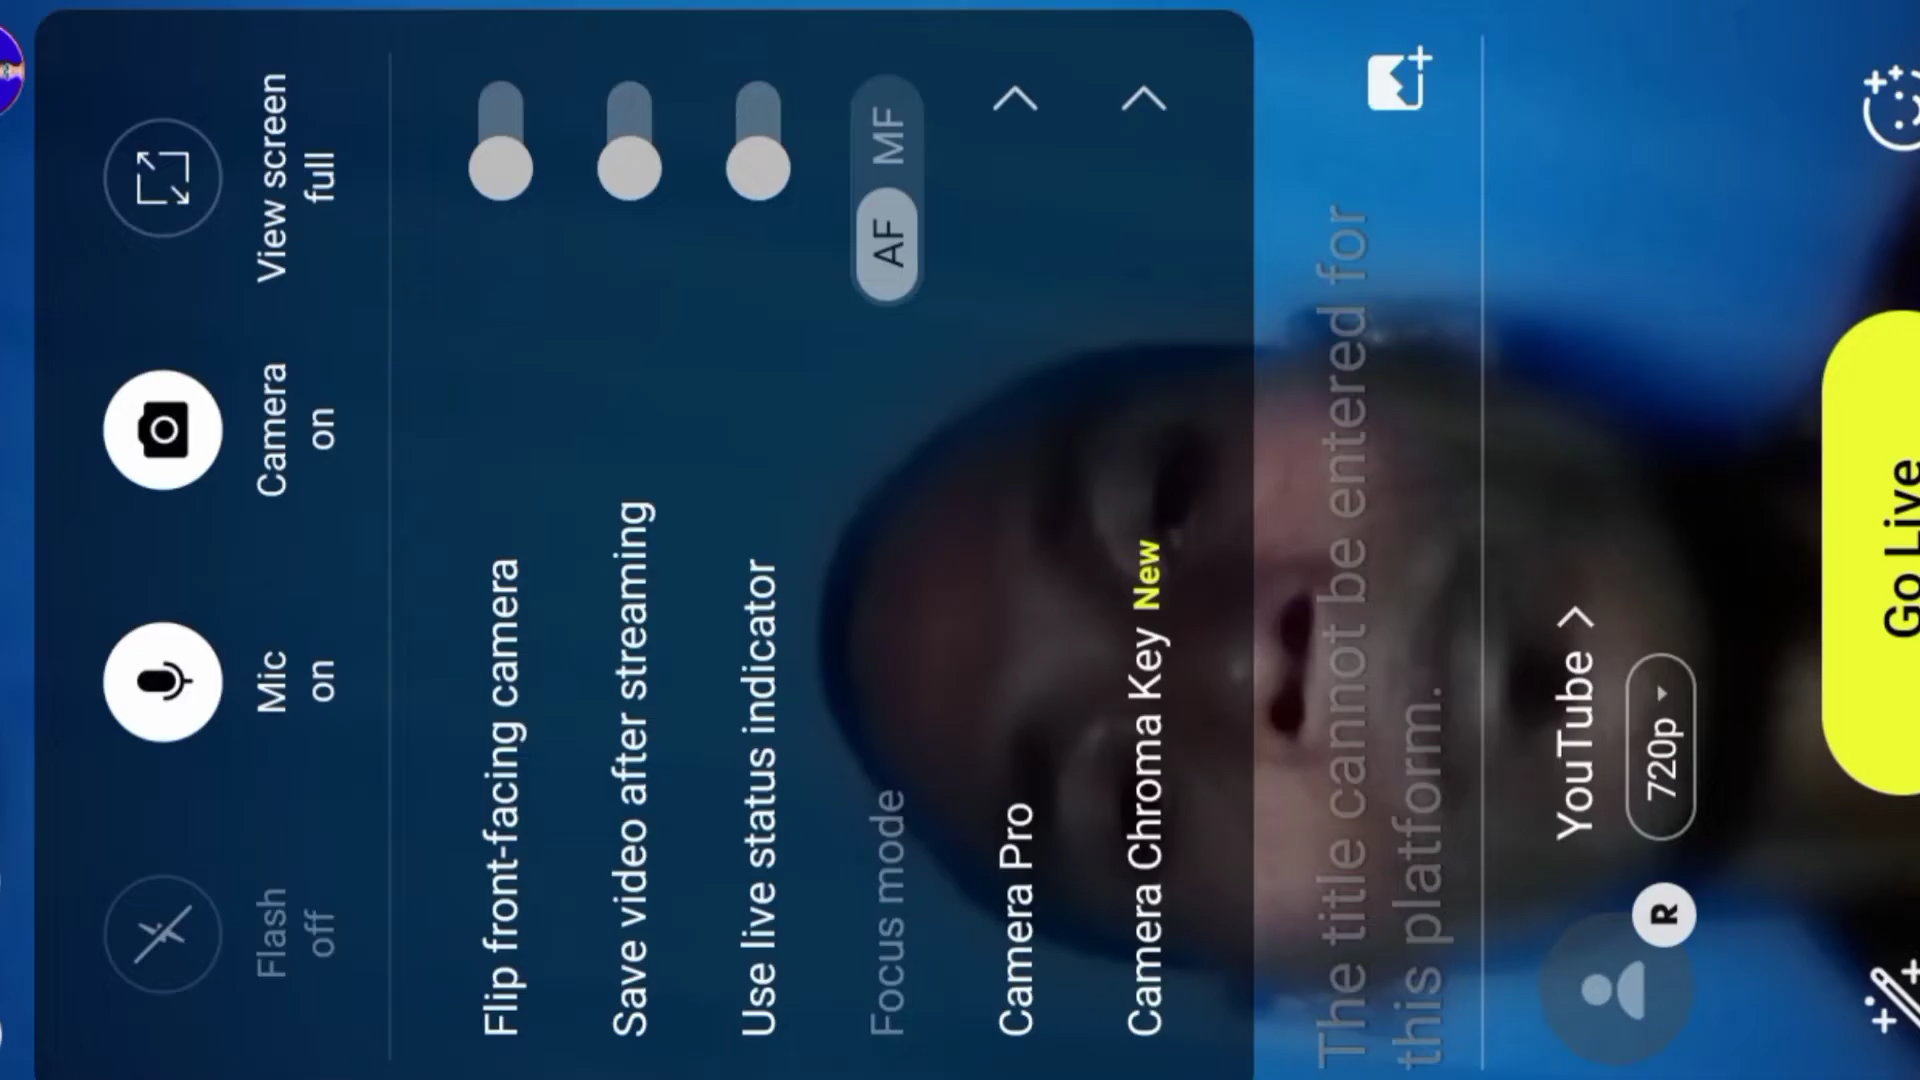 Flash
off
Mic
on
Camera
on
View screen
full
Flip front-facing camera
Save video after streaming
Use live status indicator
Focus mode
AF MF
Camera Pro
Camera Chroma Key New
The title cannot be entered for
this platform.
R
YouTube
720p
Go Live